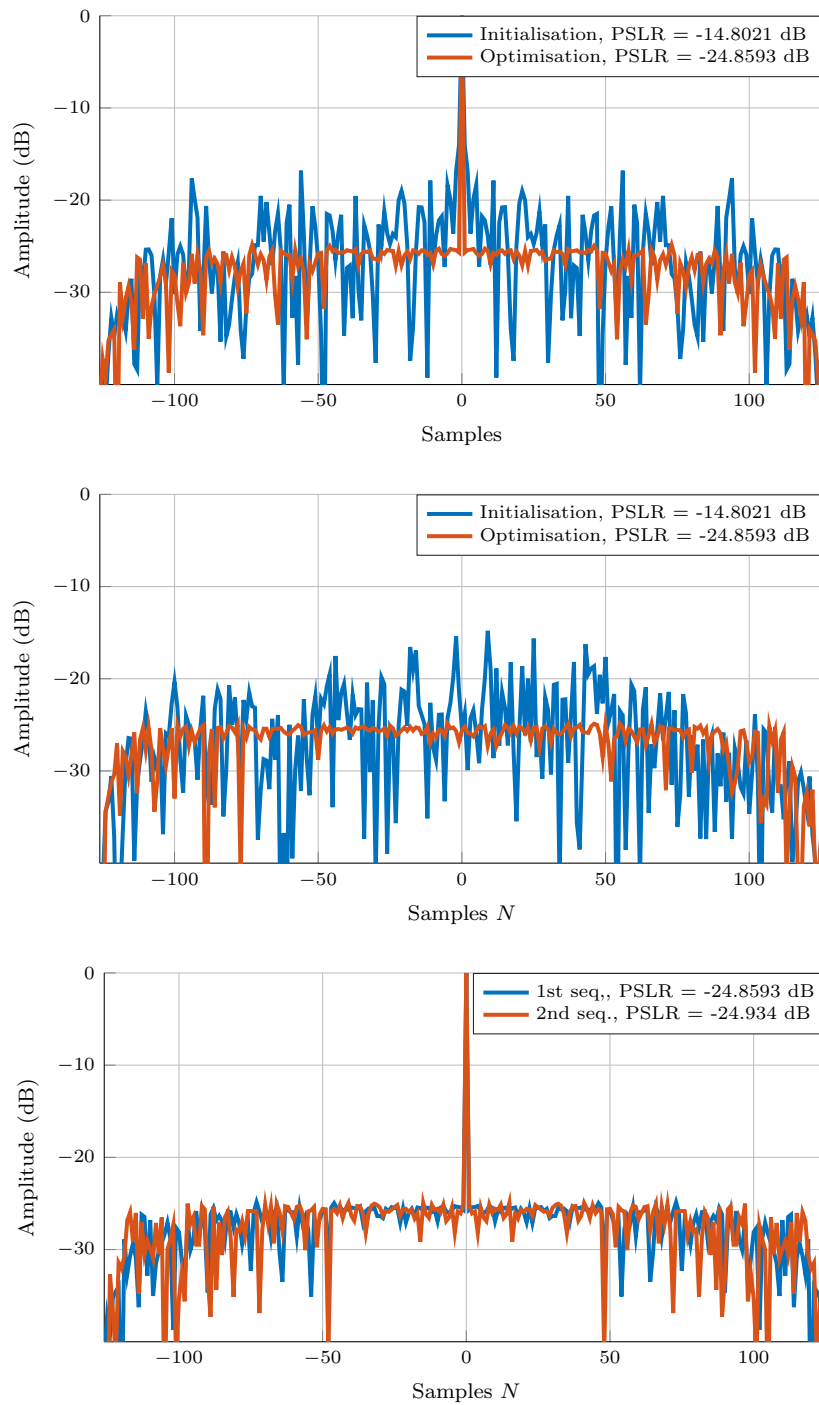 0
−10
−20
−30
Amplitude (dB)
Initialisation, PSLR = -14.8021 dB
Optimisation, PSLR = -24.8593 dB
−100 −50 0 50 100
Samples
0
−10
−20
−30
Amplitude (dB)
Initialisation, PSLR = -14.8021 dB
Optimisation, PSLR = -24.8593 dB
−100 −50 0 50 100
Samples N
0
−10
−20
−30
Amplitude (dB)
1st seq,, PSLR = -24.8593 dB
2nd seq., PSLR = -24.934 dB
−100 −50 0 50 100
Samples N